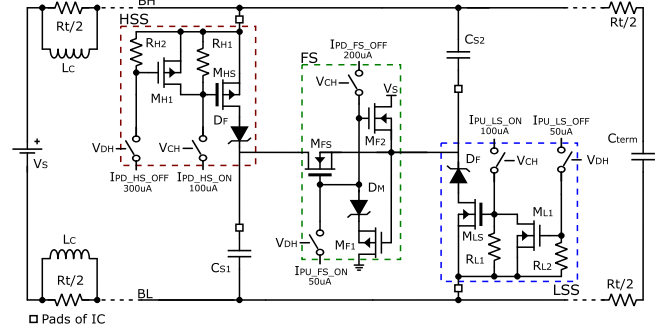 Rt/2
BH
Rt/2
HSS
LC
RH2
RH1
MH1
MHS
DF
VDH
VCH
IPD_HS_OFF
300uA
IPD_HS_ON
100uA
FS
IPD_FS_OFF
200uA
VCH
VS
MF2
MFS
DM
MF1
VDH
IPU_FS_ON
50uA
CS2
IPU_LS_ON
100uA
IPU_LS_OFF
50uA
DF
VCH
VDH
MLS
ML1
RL1
RL2
LSS
Cterm
VS
LC
Rt/2
BL
CS1
Rt/2
Pads of IC